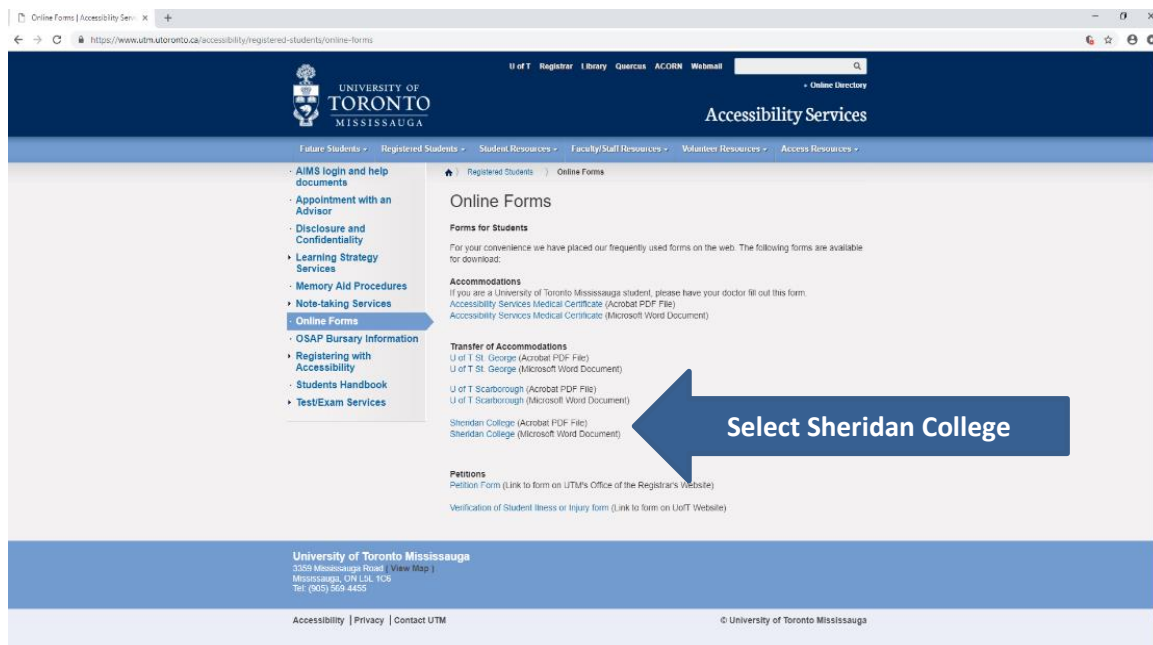 Online Forms | Accessibility Serv
https://www.utm.utoronto.ca/accessibility/registered-students/online-forms
U of T Registrar Library Quercus ACORN Webmail
Online Directory
UNIVERSITY OF
TORONTO
MISSISSAUGA
Accessibility Services
Future Students Registered Students Student Resources Faculty/Staff Resources Volunteer Resources Access Resources
· AIMS login and help
documents
· Appointment with an
Advisor
· Disclosure and
Confidentiality
Learning Strategy
Services
· Memory Aid Procedures
Note-taking Services
· Online Forms
· OSAP Bursary Information
Registering with
Accessibility
· Students Handbook
Test/Exam Services
Registered Students ) Online Forms
Online Forms
Forms for Students
For your convenience we have placed our frequently used forms on the web. The following forms are available
for download:
Accommodations
If you are a University of Toronto Mississauga student, please have your doctor fill out this form.
Accessibility Services Medical Certificate (Acrobat PDF File)
Accessibility Services Medical Certificate (Microsoft Word Document)
Transfer of Accommodations
U of T St. George (Acrobat PDF File)
U of T St. George (Microsoft Word Document)
U of T Scarborough (Acrobat PDF File)
U of T Scarborough (Microsoft Word Document)
Sheridan College (Acrobat PDF File)
Sheridan College (Microsoft Word Document)
Select Sheridan College
Petitions
Petition Form (Link to form on UTM's Office of the Registrar's Website)
Verification of Student Illness or Injury form (Link to form on UofT Website)
University of Toronto Mississauga
3359 Mississauga Road ( View Map )
Mississauga, ON L5L 1C6
Tel: (905) 569-4455
Accessibility | Privacy | Contact UTM
© University of Toronto Mississauga